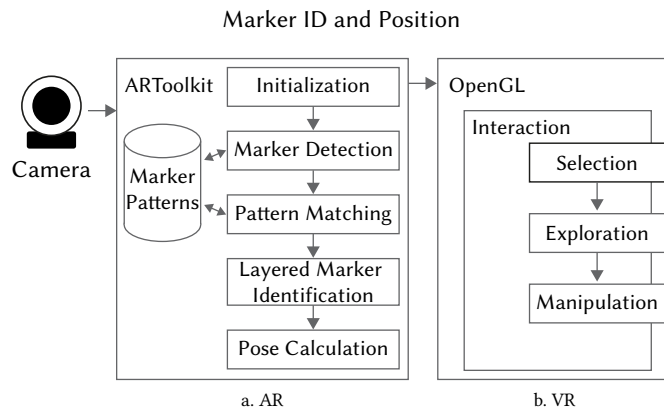 Marker ID and Position
Camera
ARToolkit
Initialization
Marker Detection
Marker
Patterns
Pattern Matching
Layered Marker
Identification
Pose Calculation
a. AR
OpenGL
Interaction
Selection
Exploration
Manipulation
b. VR